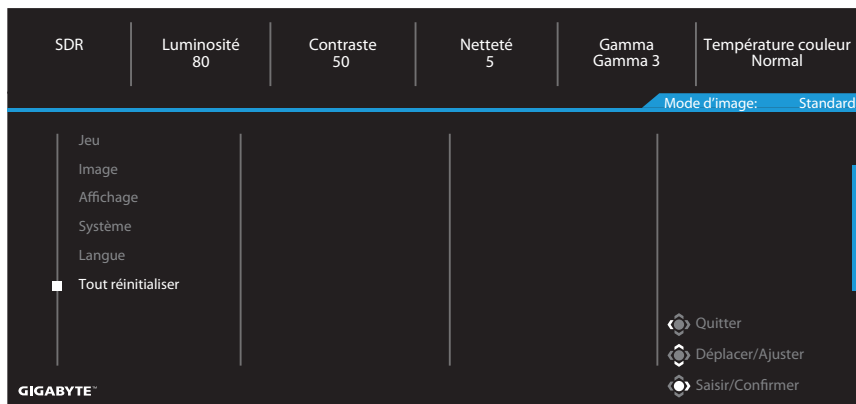 SDR
Luminosité
80
Contraste
50
Netteté
5
Gamma
Gamma 3
Température couleur
Normal
Mode d'image: Standard
Jeu
Image
Affichage
Système
Langue
Tout réinitialiser
Quitter
Déplacer/Ajuster
Saisir/Confirmer
GIGABYTE™